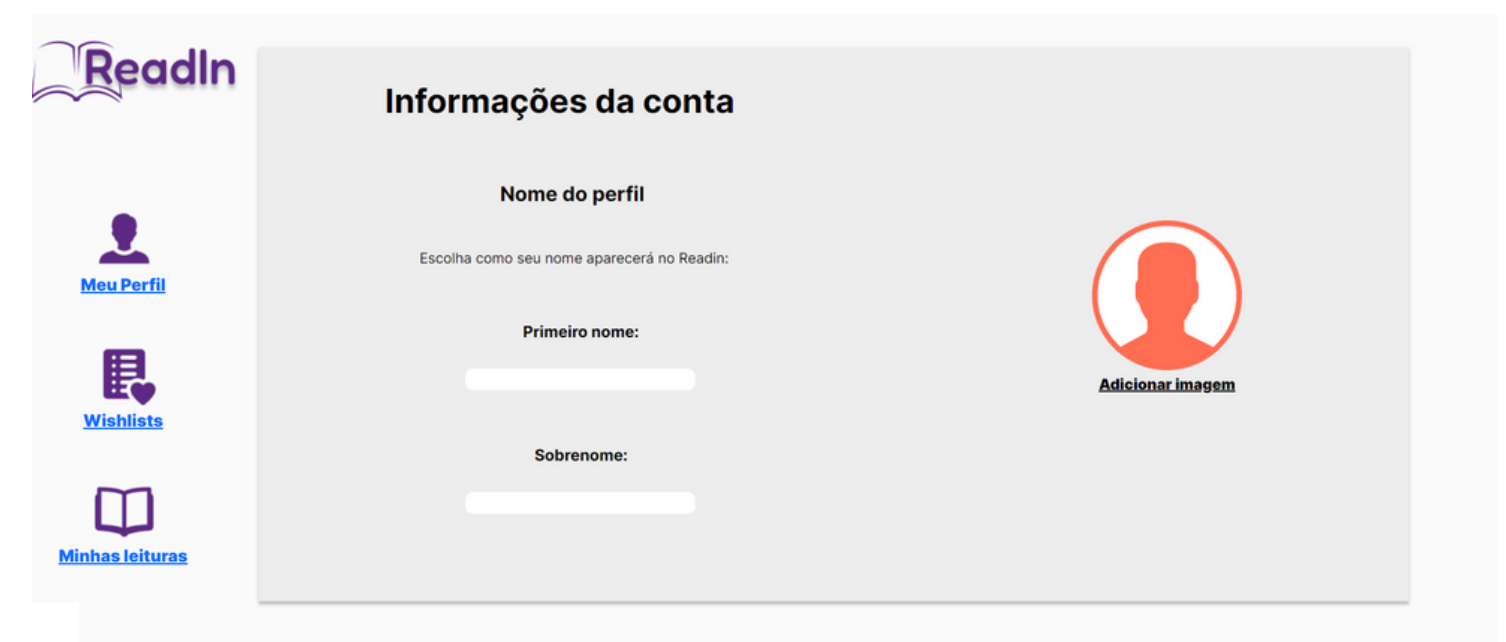 ReadIn
Meu Perfil
Wishlists
Minhas leituras
Informações da conta
Nome do perfil
Escolha como seu nome aparecerá no Readin:
Primeiro nome:
Sobrenome:
Adicionar imagem